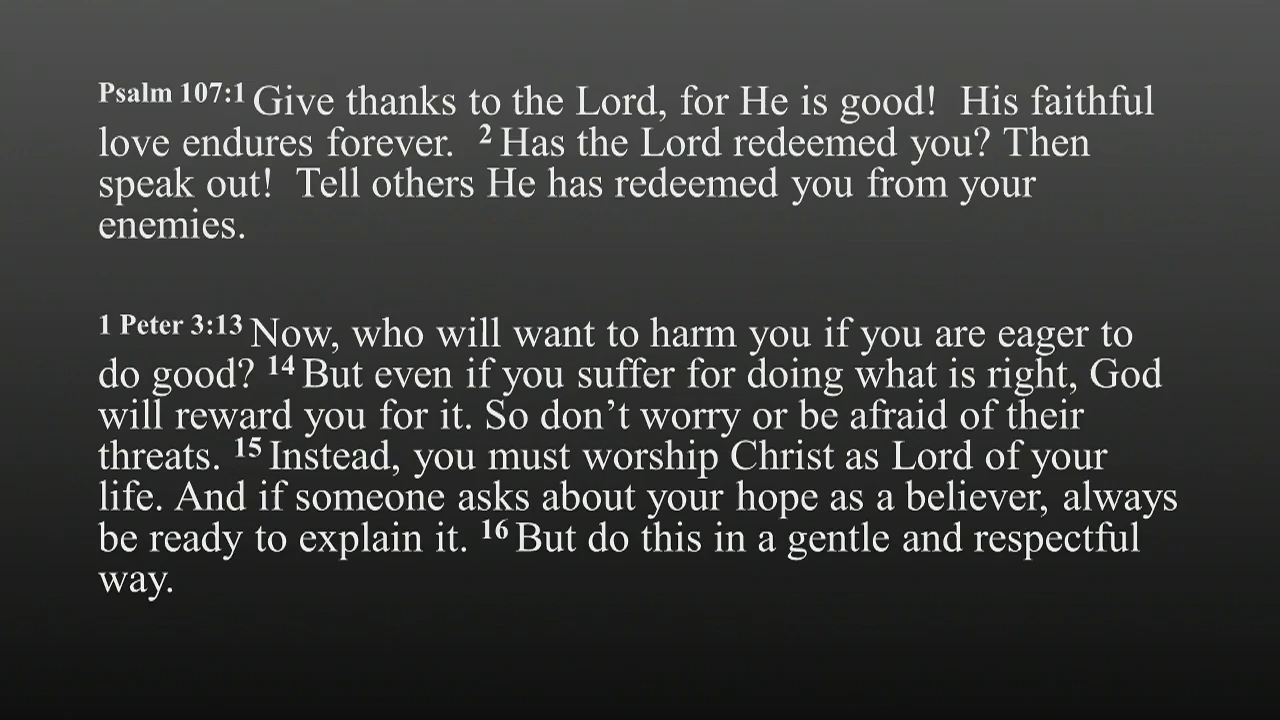 Psalm 107:1 Give thanks to the Lord, for He is good!  His faithful
love endures forever.  2 Has the Lord redeemed you? Then
speak out!  Tell others He has redeemed you from your
enemies.
1 Peter 3:13 Now, who will want to harm you if you are eager to
do good? 14 But even if you suffer for doing what is right, God
will reward you for it. So don’t worry or be afraid of their
threats. 15 Instead, you must worship Christ as Lord of your
life. And if someone asks about your hope as a believer, always
be ready to explain it. 16 But do this in a gentle and respectful
way.